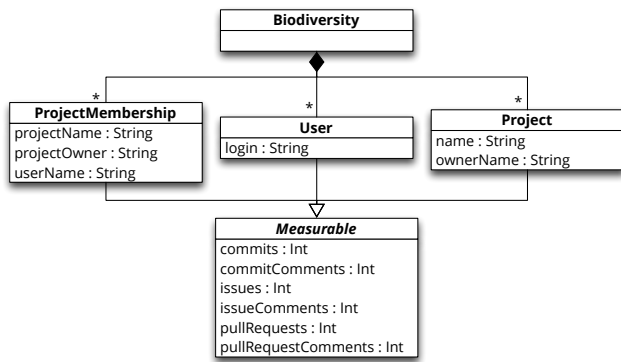 Biodiversity
*
*
*
ProjectMembership
projectName : String
projectOwner : String
userName : String
User
login : String
Project
name : String
ownerName : String
Measurable
commits : Int
commitComments : Int
issues : Int
issueComments : Int
pullRequests : Int
pullRequestComments : Int